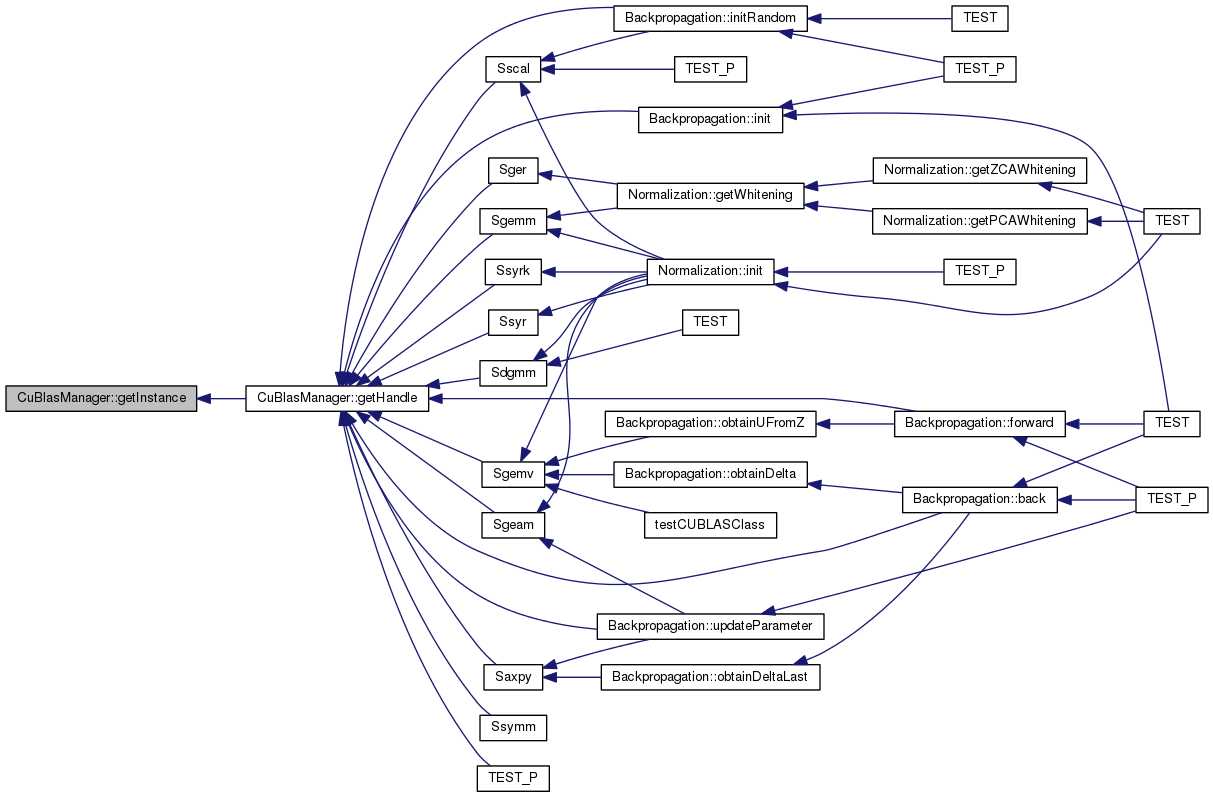 Backpropagation::initRandom
TEST
Sscal
TEST_P
TEST_P
Backpropagation::init
Sger
Normalization::getZCAWhitening
Normalization::getWhitening
Sgemm
Normalization::getPCAWhitening
TEST
Ssyrk
Normalization::init
TEST_P
Ssyr
TEST
Sdgmm
CuBlasManager::getInstance
CuBlasManager::getHandle
Backpropagation::obtainUFromZ
Backpropagation::forward
TEST
Sgemv
Backpropagation::obtainDelta
Backpropagation::back
TEST_P
Sgeam
testCUBLASClass
Backpropagation::updateParameter
Saxpy
Backpropagation::obtainDeltaLast
Ssymm
TEST_P